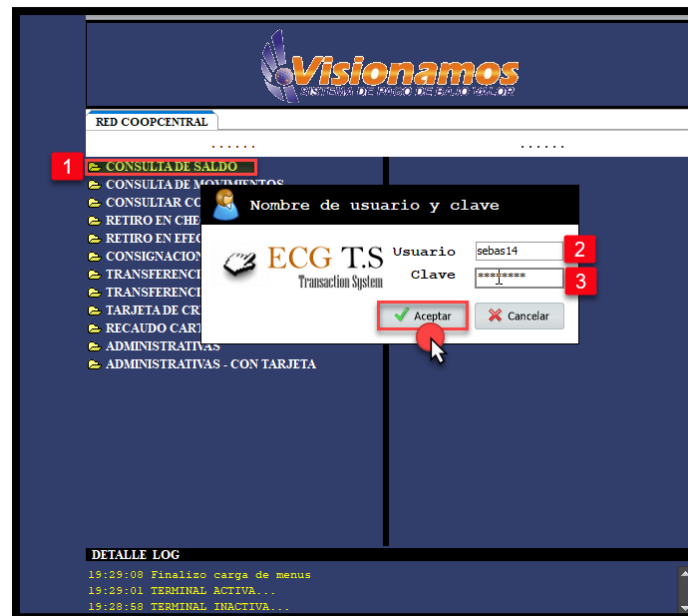 Visionamos
SISTEMA DE PAGO DE BAJO VALOR
RED COOPCENTRAL
...... ......
1 CONSULTA DE SALDO
CONSULTA DE MOVIMIENTOS
CONSULTAR CO
RETIRO EN CHE
RETIRO EN EFEC
CONSIGNACION
TRANSFERENCI
TRANSFERENCI
TARJETA DE CR
RECAUDO CART
ADMINISTRATIVAS
ADMINISTRATIVAS - CON TARJETA
Nombre de usuario y clave
ECG T.S
Transaction System
Usuario sebas14 2
Clave ******** 3
Aceptar Cancelar
DETALLE LOG
19:29:08 Finalizo carga de menus
19:29:01 TERMINAL ACTIVA...
19:28:58 TERMINAL INACTIVA...